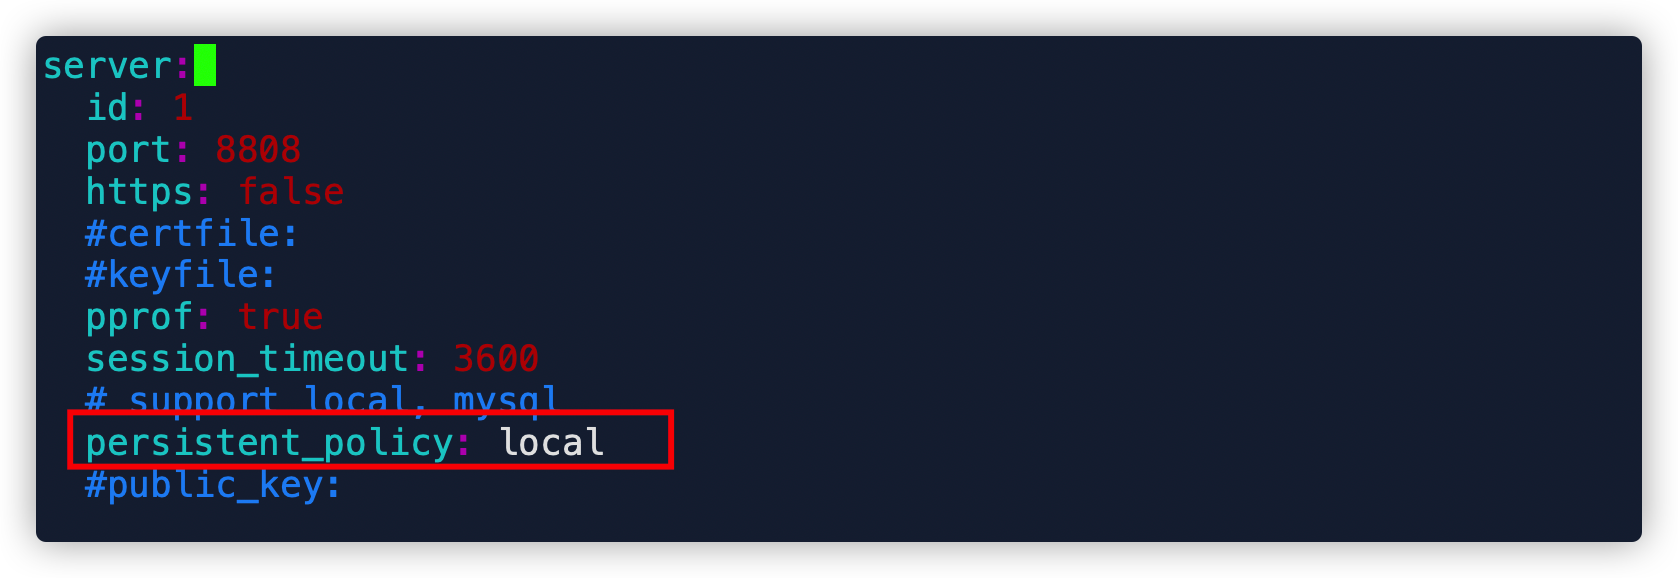 server:
id: 1
port: 8808
https: false
#certfile:
#keyfile:
pprof: true
session_timeout: 3600
# support local, mysql
persistent_policy: local
#public_key: